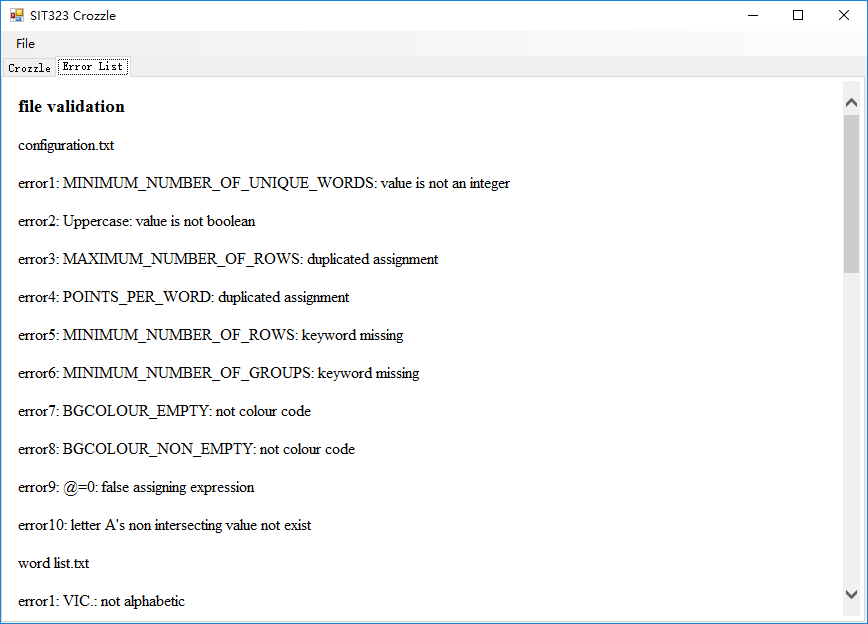 SIT323 Crozzle
File
Crozzle Error List
file validation
configuration.txt
error1: MINIMUM_NUMBER_OF_UNIQUE_WORDS: value is not an integer
error2: Uppercase: value is not boolean
error3: MAXIMUM_NUMBER_OF_ROWS: duplicated assignment
error4: POINTS_PER_WORD: duplicated assignment
error5: MINIMUM_NUMBER_OF_ROWS: keyword missing
error6: MINIMUM_NUMBER_OF_GROUPS: keyword missing
error7: BGCOLOUR_EMPTY: not colour code
error8: BGCOLOUR_NON_EMPTY: not colour code
error9: @=0: false assigning expression
error10: letter A's non intersecting value not exist
word list.txt
error1: VIC.: not alphabetic